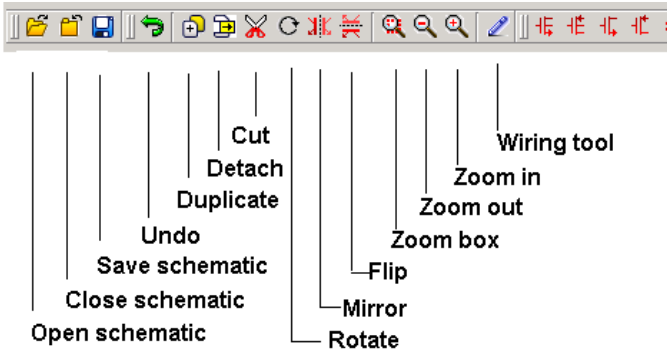 Cut
Wiring tool
Detach
Zoom in
Duplicate
Zoom out
Undo
Zoom box
Save schematic
Flip
Close schematic
Mirror
Open schematic
Rotate